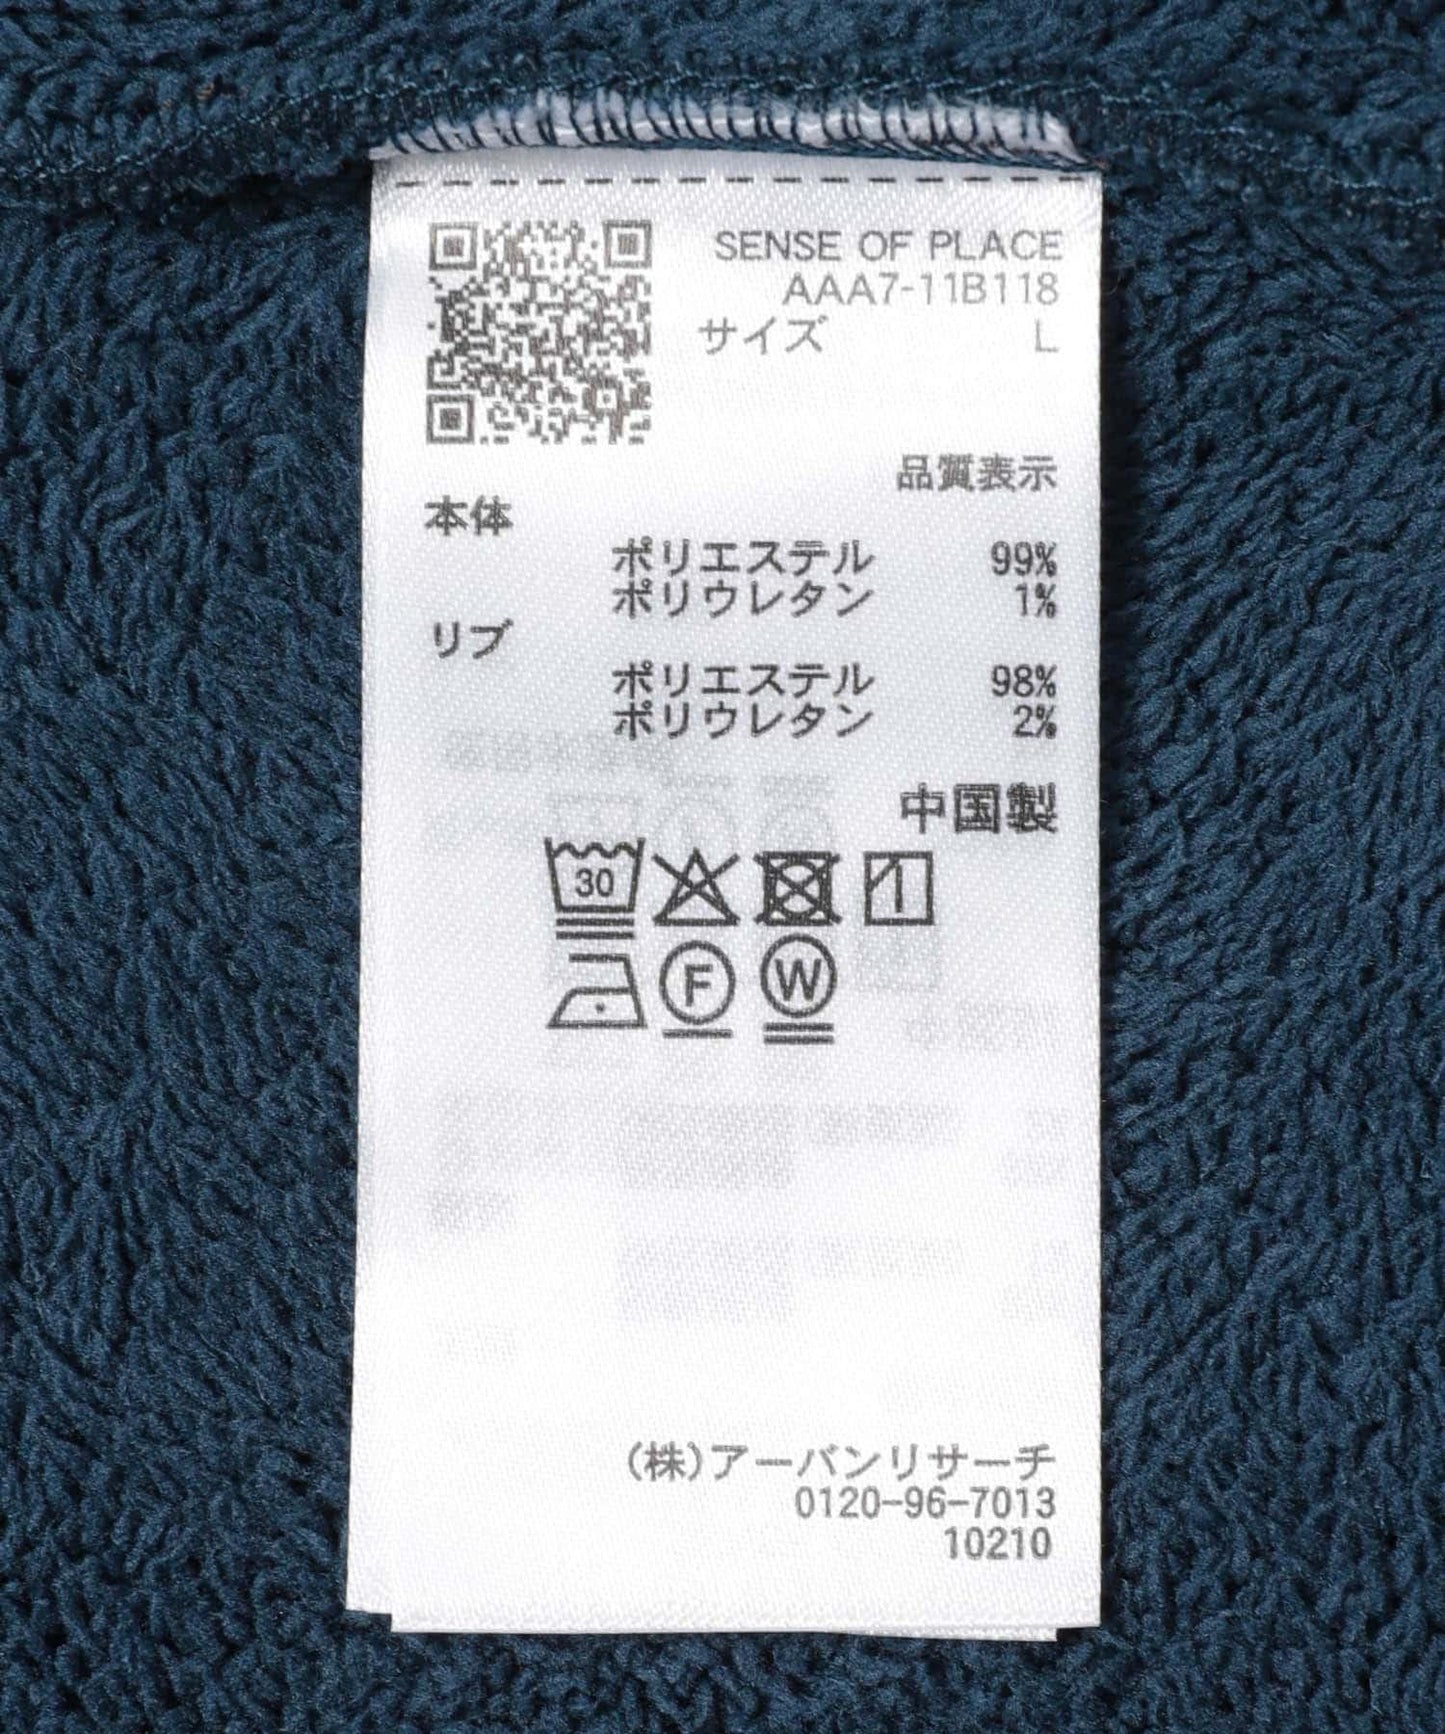 SENSE OF PLACE
AAA7-11B118
サイズ L
品質表示
本体
ポリエステル 99%
ポリウレタン 1%
リブ
ポリエステル 98%
ポリウレタン 2%
中国製
30
F W
(株)アーバンリサーチ
0120-96-7013
10210